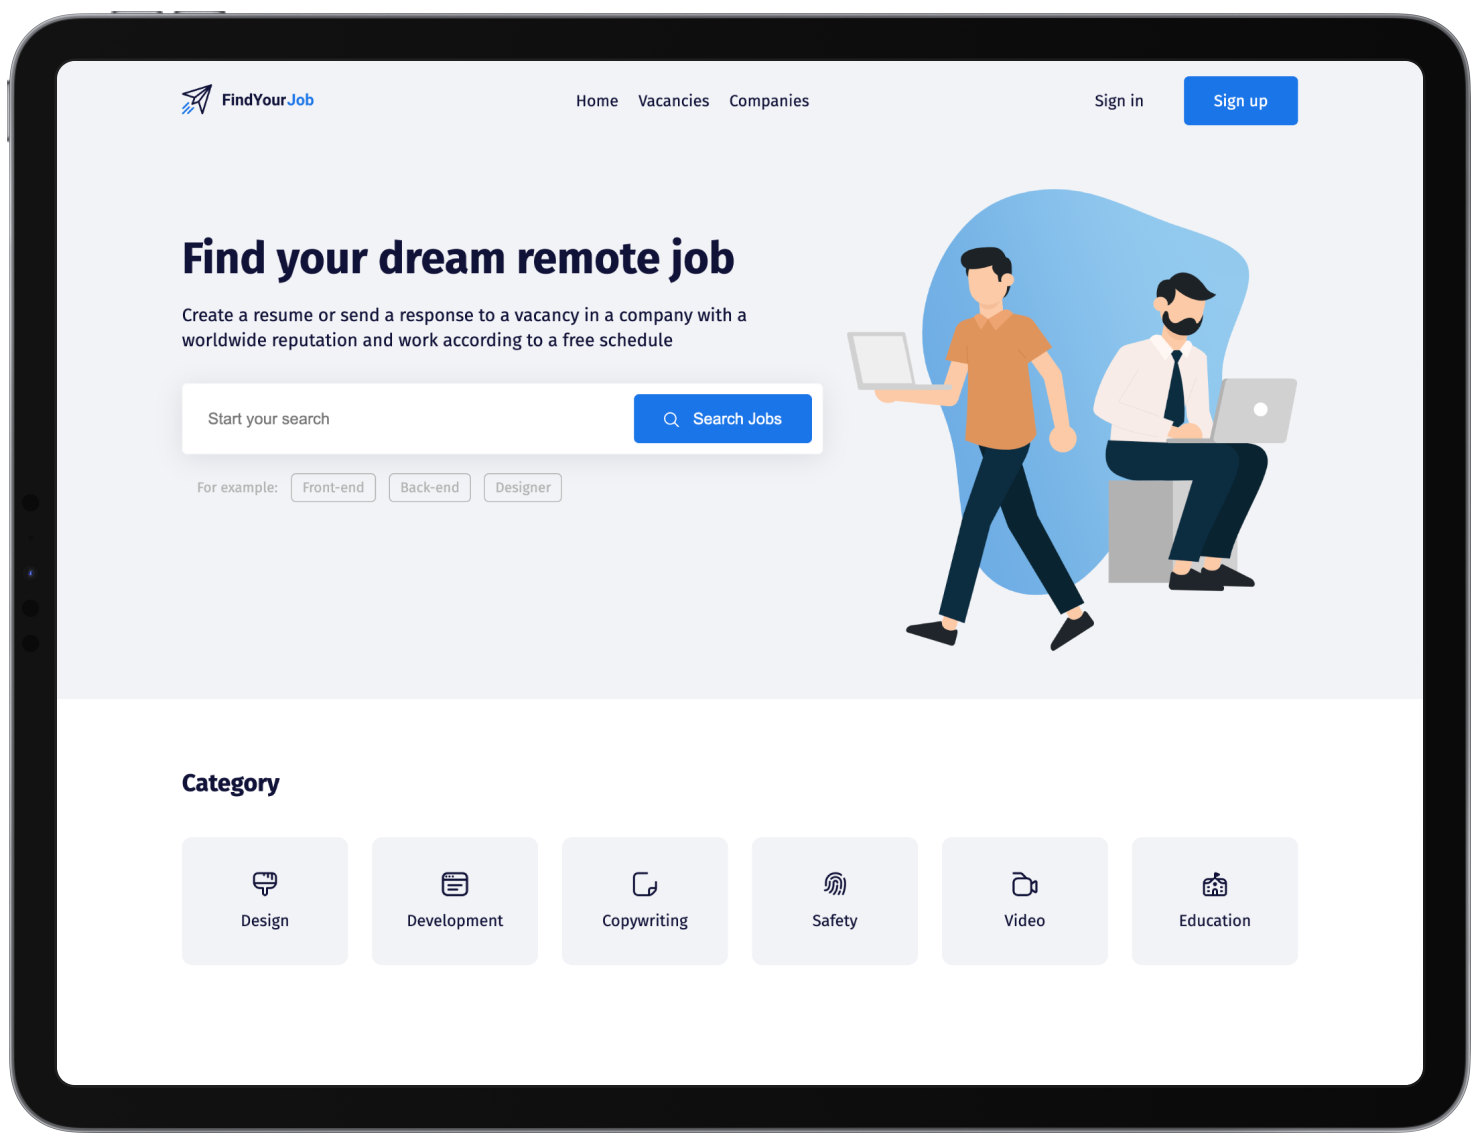 FindYourJob
Home Vacancies Companies
Sign in
Sign up
Find your dream remote job
Create a resume or send a response to a vacancy in a company with a
worldwide reputation and work according to a free schedule
Start your search
Search Jobs
For example: Front-end Back-end Designer
Category
Design
Development
Copywriting
Safety
Video
Education